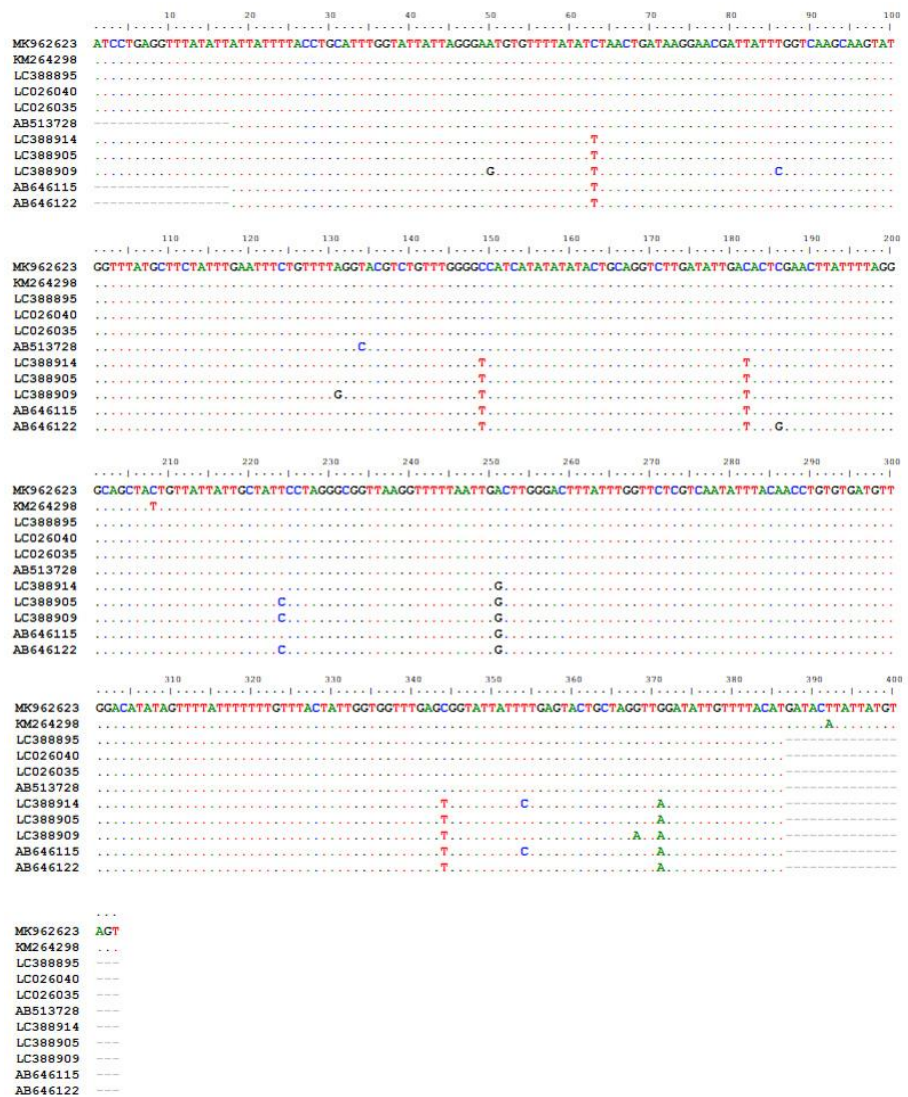 10 20 30 40 50 60 70 80 90 100
....|....|....|....|....|....|....|....|....|....|....|....|....|....|....|....|....|....|....|....|
MK962623 ATCCTGAGGTTTATATTATTATTTTACCTGCATTTGGTATTATTAGGGAATGTGTTTTATATCTAACTGATAAGGAACGATTATTTGGTCAAGCAAGTAT
KM264298 ....................................................................................................
LC388895 ....................................................................................................
LC026040 ....................................................................................................
LC026035 ....................................................................................................
AB513728 -----------------...................................................................................
LC388914 ..............................................................T.....................................
LC388905 ..............................................................T.....................................
LC388909 .................................................G............T......................C..............
AB646115 -----------------.............................................T.....................................
AB646122 -----------------.............................................T.....................................
110 120 130 140 150 160 170 180 190 200
....|....|....|....|....|....|....|....|....|....|....|....|....|....|....|....|....|....|....|....|
MK962623 GGTTTATGCTTCTATTTGAATTTCTGTTTTAGGTACGTCTGTTTGGGGCCATCATATATATACTGCAGGTCTTGATATTGACACTCGAACTTATTTTAGG
KM264298 ....................................................................................................
LC388895 ....................................................................................................
LC026040 ....................................................................................................
LC026035 ....................................................................................................
AB513728 .................................C..................................................................
LC388914 ................................................T................................T..................
LC388905 ................................................T................................T..................
LC388909 ..............................G.................T................................T..................
AB646115 ................................................T................................T..................
AB646122 ................................................T................................T...G..............
210 220 230 240 250 260 270 280 290 300
....|....|....|....|....|....|....|....|....|....|....|....|....|....|....|....|....|....|....|....|
MK962623 GCAGCTACTGTTATTATTGCTATTCCTAGGGCGGTTAAGGTTTTTAATTGACTTGGGACTTTATTTGGTTCTCGTCAATATTTACAACCTGTGTGATGTT
KM264298 .......T............................................................................................
LC388895 ....................................................................................................
LC026040 ....................................................................................................
LC026035 ....................................................................................................
AB513728 ....................................................................................................
LC388914 ..................................................G.................................................
LC388905 .......................C..........................G.................................................
LC388909 .......................C..........................G.................................................
AB646115 ..................................................G.................................................
AB646122 .......................C..........................G.................................................
310 320 330 340 350 360 370 380 390 400
....|....|....|....|....|....|....|....|....|....|....|....|....|....|....|....|....|....|....|....|
MK962623 GGACATATAGTTTTATTTTTTTGTTTACTATTGGTGGTTTGAGCGGTATTATTTTGAGTACTGCTAGGTTGGATATTGTTTTACATGATACTTATTATGT
KM264298 ...........................................................................................A........
LC388895 ......................................................................................--------------
LC026040 ......................................................................................--------------
LC026035 ......................................................................................--------------
AB513728 ......................................................................................--------------
LC388914 ...........................................T.........C................A...............--------------
LC388905 ...........................................T..........................A...............--------------
LC388909 ...........................................T.......................A..A...............--------------
AB646115 ...........................................T.........C................A...............--------------
AB646122 ...........................................T..........................A...............--------------
...
MK962623 AGT
KM264298 ...
LC388895 ---
LC026040 ---
LC026035 ---
AB513728 ---
LC388914 ---
LC388905 ---
LC388909 ---
AB646115 ---
AB646122 ---